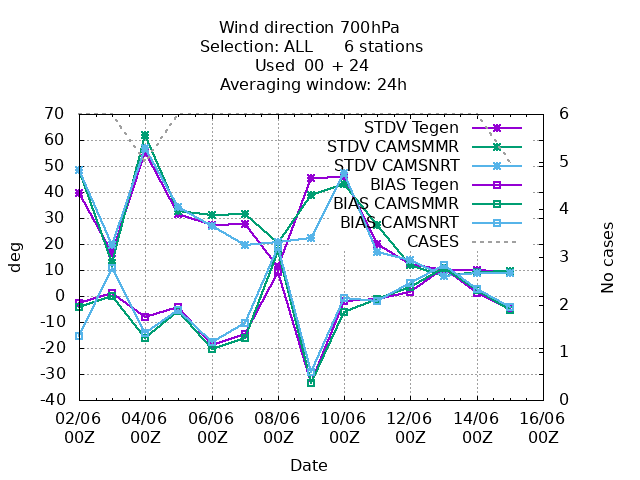 Wind direction 700hPa
Selection: ALL      6 stations
Used  00 + 24
Averaging window: 24h
STDV Tegen
STDV CAMSMMR
STDV CAMSNRT
BIAS Tegen
BIAS CAMSMMR
BIAS CAMSNRT
CASES
70
60
50
40
30
20
10
0
-10
-20
-30
-40
deg
6
5
4
3
2
1
0
No cases
02/06 04/06 06/06 08/06 10/06 12/06 14/06 16/06
00Z 00Z 00Z 00Z 00Z 00Z 00Z 00Z
Date